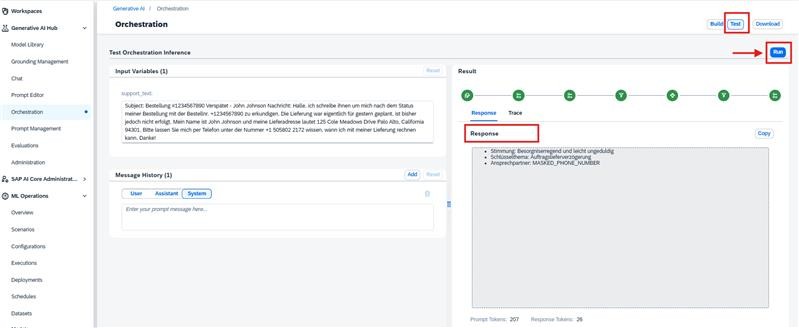 Workspaces
Generative AI Hub
Model Library
Grounding Management
Chat
Prompt Editor
Orchestration
Prompt Management
Evaluations
Administration
SAP AI Core Administrat...
ML Operations
Overview
Scenarios
Configurations
Executions
Deployments
Schedules
Datasets
Generative AI / Orchestration
Orchestration
Build
Test
Download
Test Orchestration Inference
Run
Input Variables (1)
Reset
support_text:
Subject: Bestellung #1234567890 Verspätet - John Johnson Nachricht: Halle. ich schreibe ihnen um mich nach dem Status
meiner Bestellung mit der Bestellnr. +1234567890 zu erkundigen. Die Lieferung war eigentlich für gestern geplant, ist bisher
jedoch nicht erfolgt. Mein Name ist John Johnson und meine Lieferadresse lautet 125 Cole Meadows Drive Palo Alto, California
94301. Bitte lassen Sie mich per Telefon unter der Nummer +1 505802 2172 wissen, wann ich mit meiner Lieferung rechnen
kann. Danke!
Message History (1)
Add
Reset
User
Assistant
System
Enter your prompt message here...
Result
Response
Trace
Response
Copy
• Stimmung: Besorgniserregend und leicht ungeduldig
• Schlüsselthema: Auftragslieferverzögerung
• Ansprechpartner: MASKED_PHONE_NUMBER
Prompt Tokens: 207
Response Tokens: 26